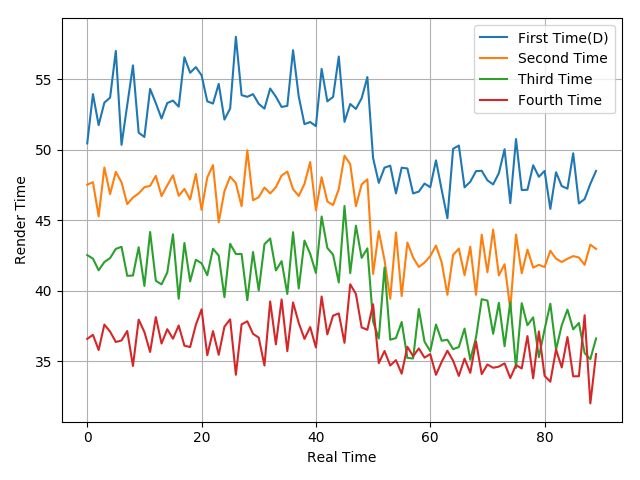 First Time(D)
Second Time
Third Time
Fourth Time
55
50
45
40
35
Render Time
0 20 40 60 80
Real Time